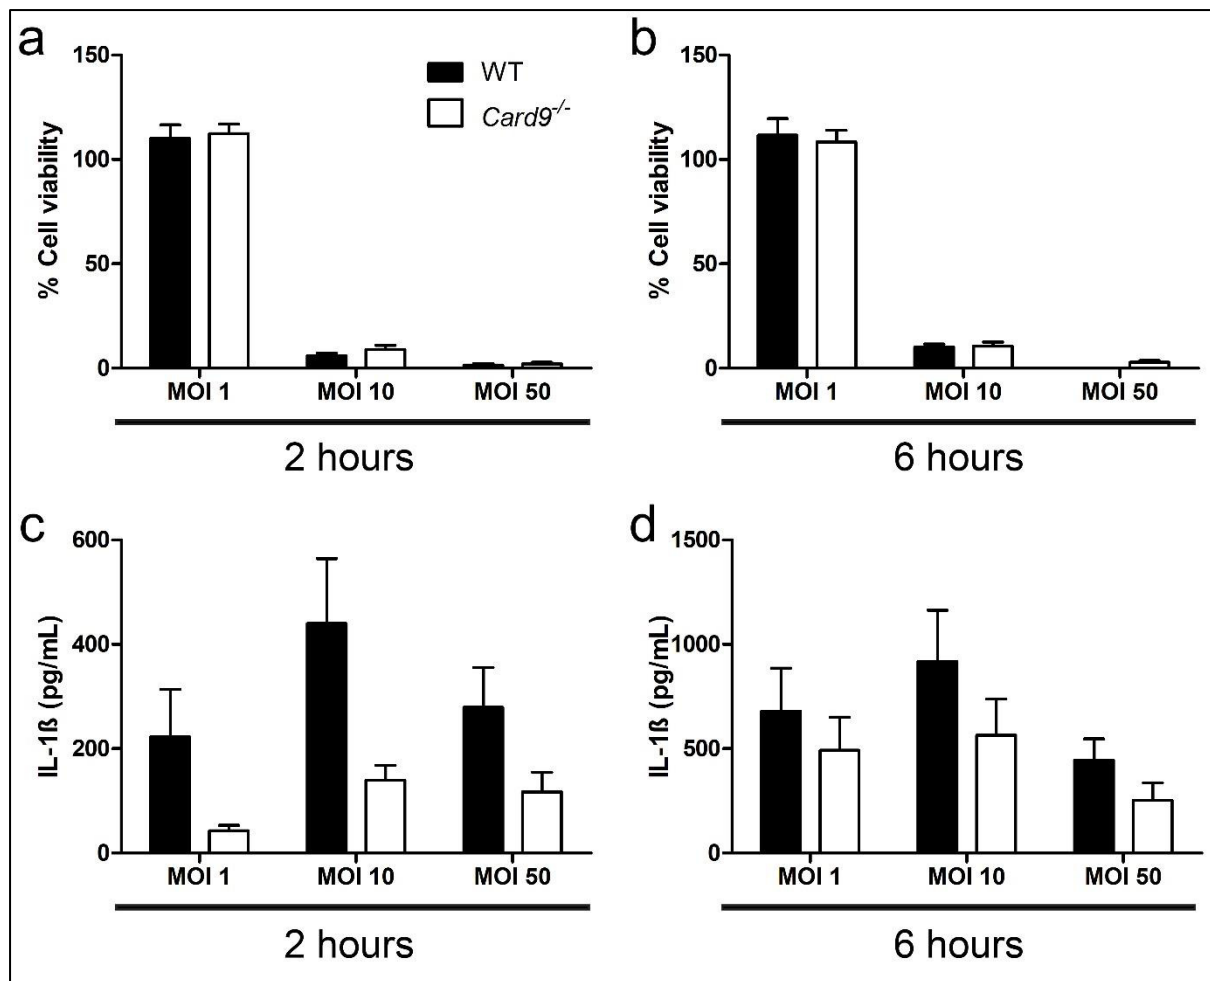 a
150
100
50
0
% Cell viability
WT
Card9-/-
MOI 1 MOI 10 MOI 50
2 hours
b
150
100
50
0
% Cell viability
MOI 1 MOI 10 MOI 50
6 hours
c
600
400
200
0
IL-1ß (pg/mL)
MOI 1 MOI 10 MOI 50
2 hours
d
1500
1000
500
0
IL-1ß (pg/mL)
MOI 1 MOI 10 MOI 50
6 hours